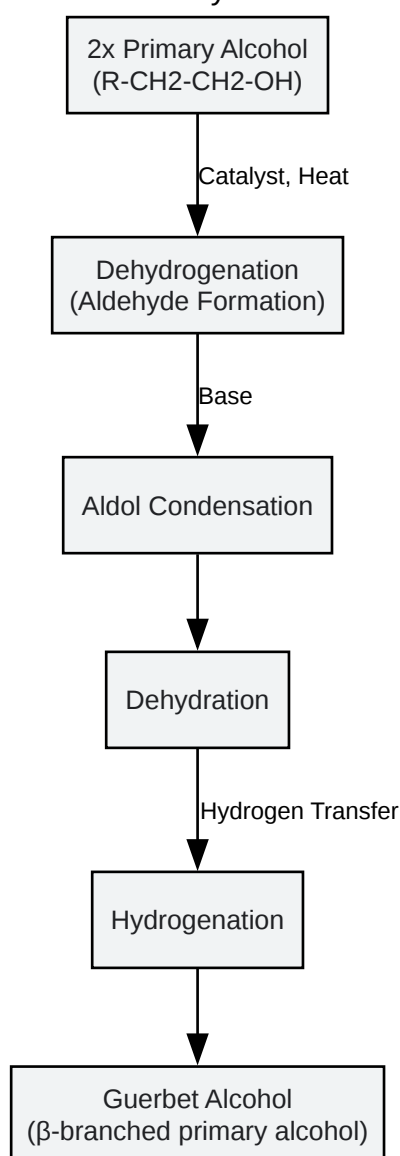 2x Primary Alcohol
(R-CH2-CH2-OH)
Catalyst, Heat
Dehydrogenation
(Aldehyde Formation)
Base
Aldol Condensation
Dehydration
Hydrogen Transfer
Hydrogenation
Guerbet Alcohol
(β-branched primary alcohol)